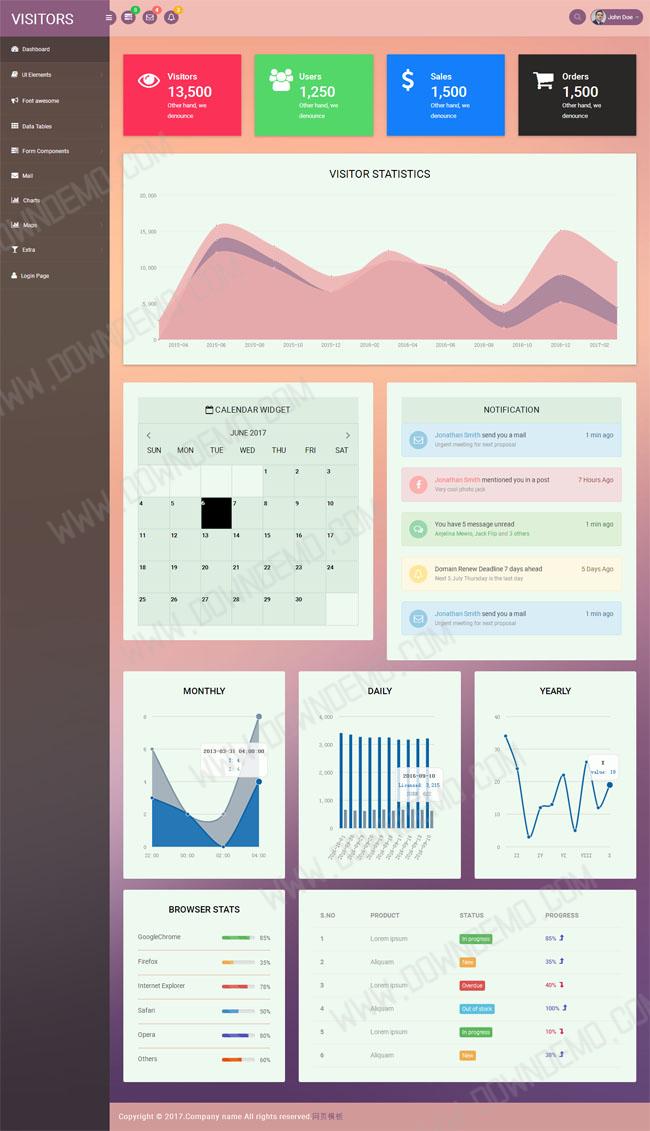 VISITORS
8
4
3
John Doe
Dashboard
UI Elements
Font awesome
Data Tables
Form Components
Mail
Charts
Maps
Extra
Login Page
Visitors
13,500
Other hand, we
denounce
Users
1,250
Other hand, we
denounce
Sales
1,500
Other hand, we
denounce
Orders
1,500
Other hand, we
denounce
VISITOR STATISTICS
20,000
15,000
10,000
5,000
0
2015-04 2015-06 2015-08 2015-10 2015-12 2016-02 2016-04 2016-06 2016-08 2016-10 2016-12 2017-02
CALENDAR WIDGET
JUNE 2017
SUN MON TUE WED THU FRI SAT
1 2 3
4 5 6 7 8 9 10
11 12 13 14 15 16 17
18 19 20 21 22 23 24
25 26 27 28 29 30
NOTIFICATION
Jonathan Smith send you a mail 1 min ago
Urgent meeting for next proposal
Jonathan Smith mentioned you in a post 7 Hours Ago
Very cool photo jack
You have 5 message unread 1 min ago
Anjelina Mewlo, Jack Flip and 3 others
Domain Renew Deadline 7 days ahead 5 Days Ago
Next 5 July Thursday is the last day
Jonathan Smith send you a mail 1 min ago
Urgent meeting for next proposal
MONTHLY
8
6
4
2
0
2013-03-31 04:00:00
Y: 4
Z: 4
22:00 00:00 02:00 04:00
DAILY
4,000
3,000
1,000
0
2016-09-10
Licensed: 3,215
SORN: 622
YEARLY
40
30
20
10
0
X
value: 19
II IV VI VIII X
BROWSER STATS
GoogleChrome 85%
Firefox 35%
Internet Explorer 78%
Safari 50%
Opera 80%
Others 60%
S.NO PRODUCT STATUS PROGRESS
1 Lorem ipsum In progress 85%
2 Aliquam New 35%
3 Lorem ipsum Overdue 40%
4 Aliquam Out of stock 100%
5 Lorem ipsum In progress 10%
6 Aliquam New 38%
Copyright © 2017.Company name All rights reserved.网页模板
WWW.DOWNDEMO.COM